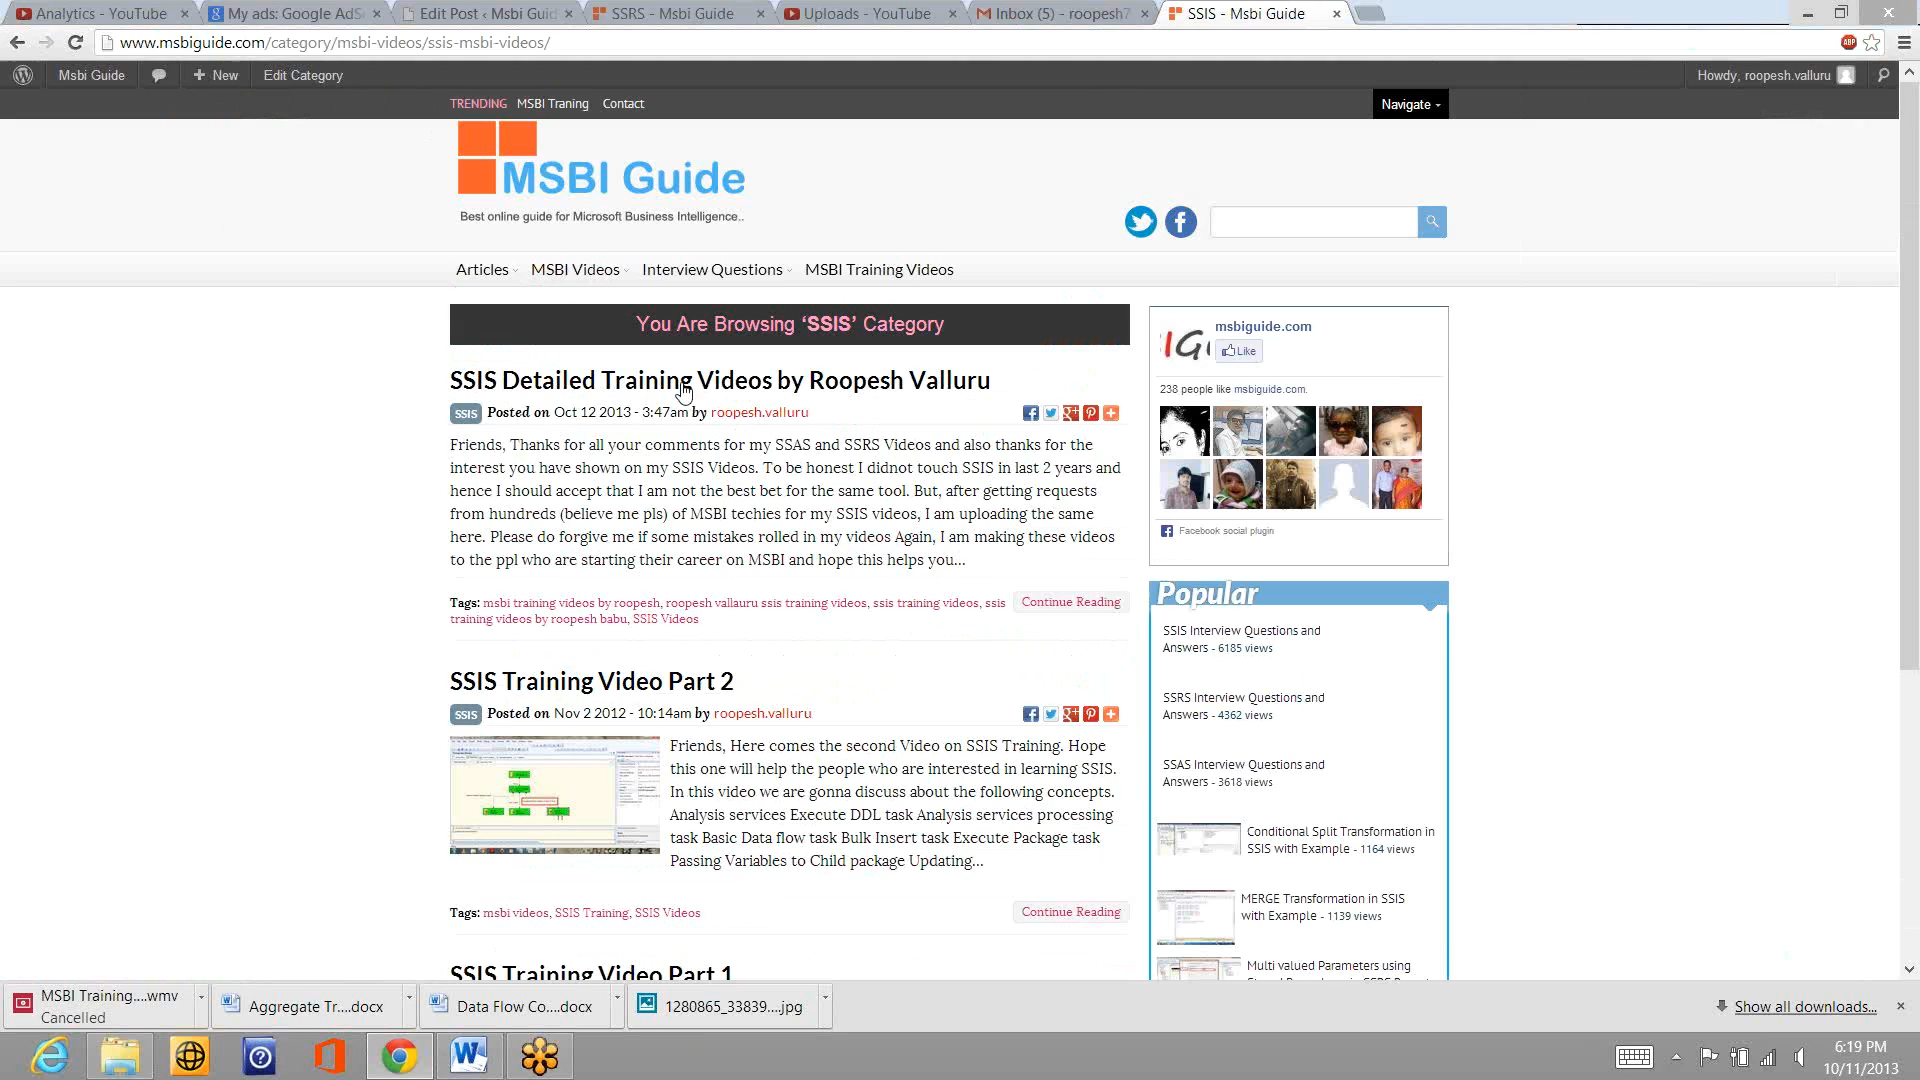 Analytics - YouTube
My ads: Google AdS
Edit Post ‹ Msbi Guid
SSRS - Msbi Guide
Uploads - YouTube
Inbox (5) - roopesh7
SSIS - Msbi Guide
www.msbiguide.com/category/msbi-videos/ssis-msbi-videos/
ABP
Msbi Guide
+ New
Edit Category
Howdy, roopesh.valluru
TRENDING MSBI Traning Contact
Navigate
MSBI Guide
Best online guide for Microsoft Business Intelligence..
Articles MSBI Videos Interview Questions MSBI Training Videos
You Are Browsing ‘SSIS’ Category
SSIS Detailed Training Videos by Roopesh Valluru
SSIS Posted on Oct 12 2013 - 3:47am by roopesh.valluru
Friends, Thanks for all your comments for my SSAS and SSRS Videos and also thanks for the
interest you have shown on my SSIS Videos. To be honest I didnot touch SSIS in last 2 years and
hence I should accept that I am not the best bet for the same tool. But, after getting requests
from hundreds (believe me pls) of MSBI techies for my SSIS videos, I am uploading the same
here. Please do forgive me if some mistakes rolled in my videos Again, I am making these videos
to the ppl who are starting their career on MSBI and hope this helps you...
Tags: msbi training videos by roopesh, roopesh vallauru ssis training videos, ssis training videos, ssis
training videos by roopesh babu, SSIS Videos
Continue Reading
SSIS Training Video Part 2
SSIS Posted on Nov 2 2012 - 10:14am by roopesh.valluru
Friends, Here comes the second Video on SSIS Training. Hope
this one will help the people who are interested in learning SSIS.
In this video we are gonna discuss about the following concepts.
Analysis services Execute DDL task Analysis services processing
task Basic Data flow task Bulk Insert task Execute Package task
Passing Variables to Child package Updating...
Tags: msbi videos, SSIS Training, SSIS Videos
Continue Reading
SSIS Training Video Part 1
msbiguide.com
Like
238 people like msbiguide.com.
Facebook social plugin
Popular
SSIS Interview Questions and
Answers - 6185 views
SSRS Interview Questions and
Answers - 4362 views
SSAS Interview Questions and
Answers - 3618 views
Conditional Split Transformation in
SSIS with Example - 1164 views
MERGE Transformation in SSIS
with Example - 1139 views
Multi valued Parameters using
MSBI Training....wmv
Cancelled
Aggregate Tr....docx
Data Flow Co....docx
1280865_33839....jpg
Show all downloads...
6:19 PM
10/11/2013